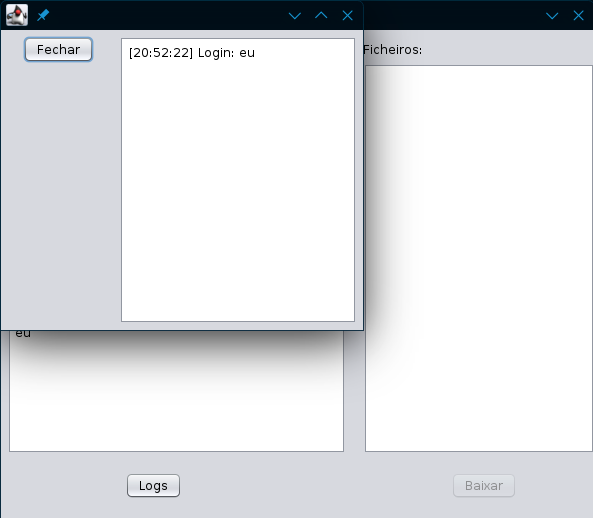 Fechar
[20:52:22] Login: eu
Ficheiros:
eu
Logs
Baixar